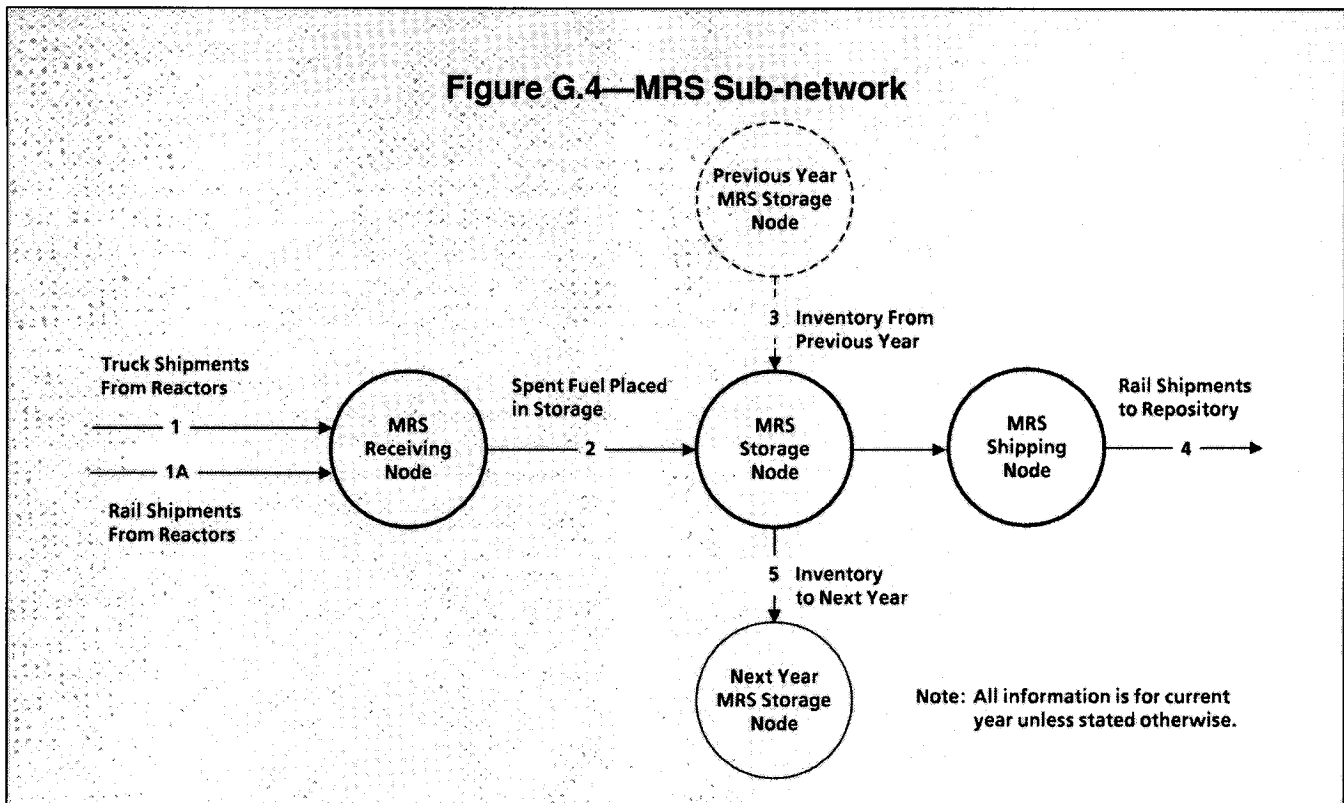 Figure G.4—MRS Sub-network
Previous Year
MRS Storage
Node
3 Inventory From
Previous Year
Truck Shipments
From Reactors
1
1A
Rail Shipments
From Reactors
MRS
Receiving
Node
Spent Fuel Placed
in Storage
2
MRS
Storage
Node
MRS
Shipping
Node
Rail Shipments
to Repository
4
5 Inventory
to Next Year
Next Year
MRS Storage
Node
Note: All information is for current
year unless stated otherwise.